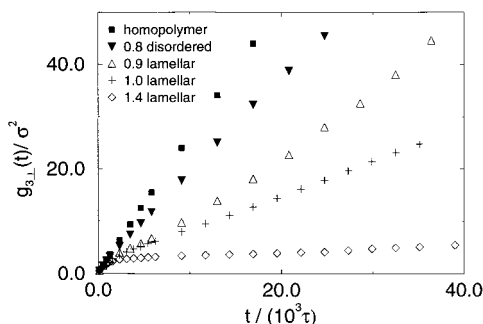 40.0
homopolymer
0.8 disordered
0.9 lamellar
1.0 lamellar
1.4 lamellar
g3⊥(t)/ σ²
20.0
0.0
0.0
20.0
40.0
t / (10³τ)